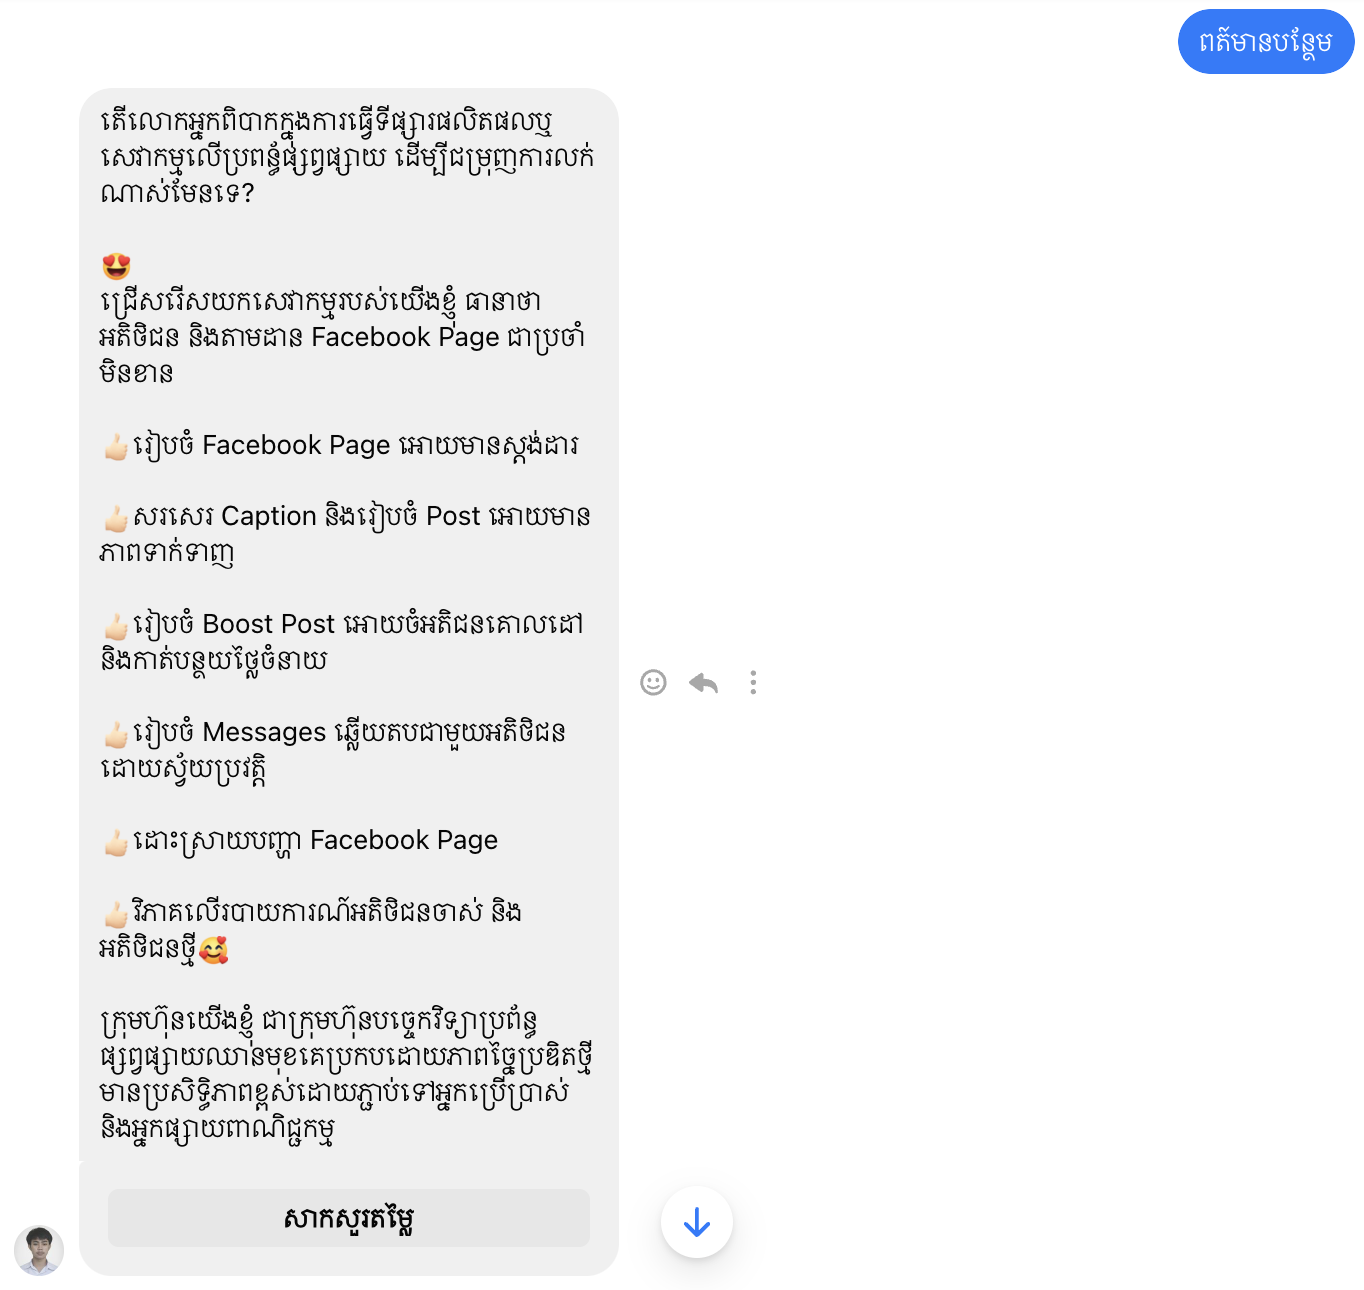 ពត៍មានបន្ថែម
តើលោកអ្នកពិបាកក្នុងការធ្វើទីផ្សារផលិតផលឬ
សេវាកម្មលើប្រពន្ធ័ផ្សព្វផ្សាយ ដើម្បីជម្រុញការលក់
ណាស់មែនទេ?
😍
ជ្រើសរើសយកសេវាកម្មរបស់យើងខ្ញុំ ធានាថា
អតិថិជន និងតាមដាន Facebook Page ជាប្រចាំ
មិនខាន
👍🏻រៀបចំ Facebook Page អោយមានស្តង់ដារ
👍🏻សរសេរ Caption និងរៀបចំ Post អោយមាន
ភាពទាក់ទាញ
👍🏻រៀបចំ Boost Post អោយចំអតិជនគោលដៅ
និងកាត់បន្ថយថ្លៃចំនាយ
👍🏻រៀបចំ Messages ឆ្លើយតបជាមួយអតិថិជន
ដោយស្វ័យប្រវត្តិ
👍🏻ដោះស្រាយបញ្ហា Facebook Page
👍🏻វិភាគលើរបាយការណ៍អតិថិជនចាស់ និង
អតិថិជនថ្មី🥰
ក្រុមហ៊ុនយើងខ្ញុំ ជាក្រុមហ៊ុនបច្ចេកវិទ្យាប្រព័ន្ធ
ផ្សព្វផ្សាយឈានមុខគេប្រកបដោយភាពច្នៃប្រឌិតថ្មី
មានប្រសិទ្ធិភាពខ្ពស់ដោយភ្ជាប់ទៅអ្នកប្រើប្រាស់
និងអ្នកផ្សាយពាណិជ្ជកម្ម
សាកសួរតម្លៃ